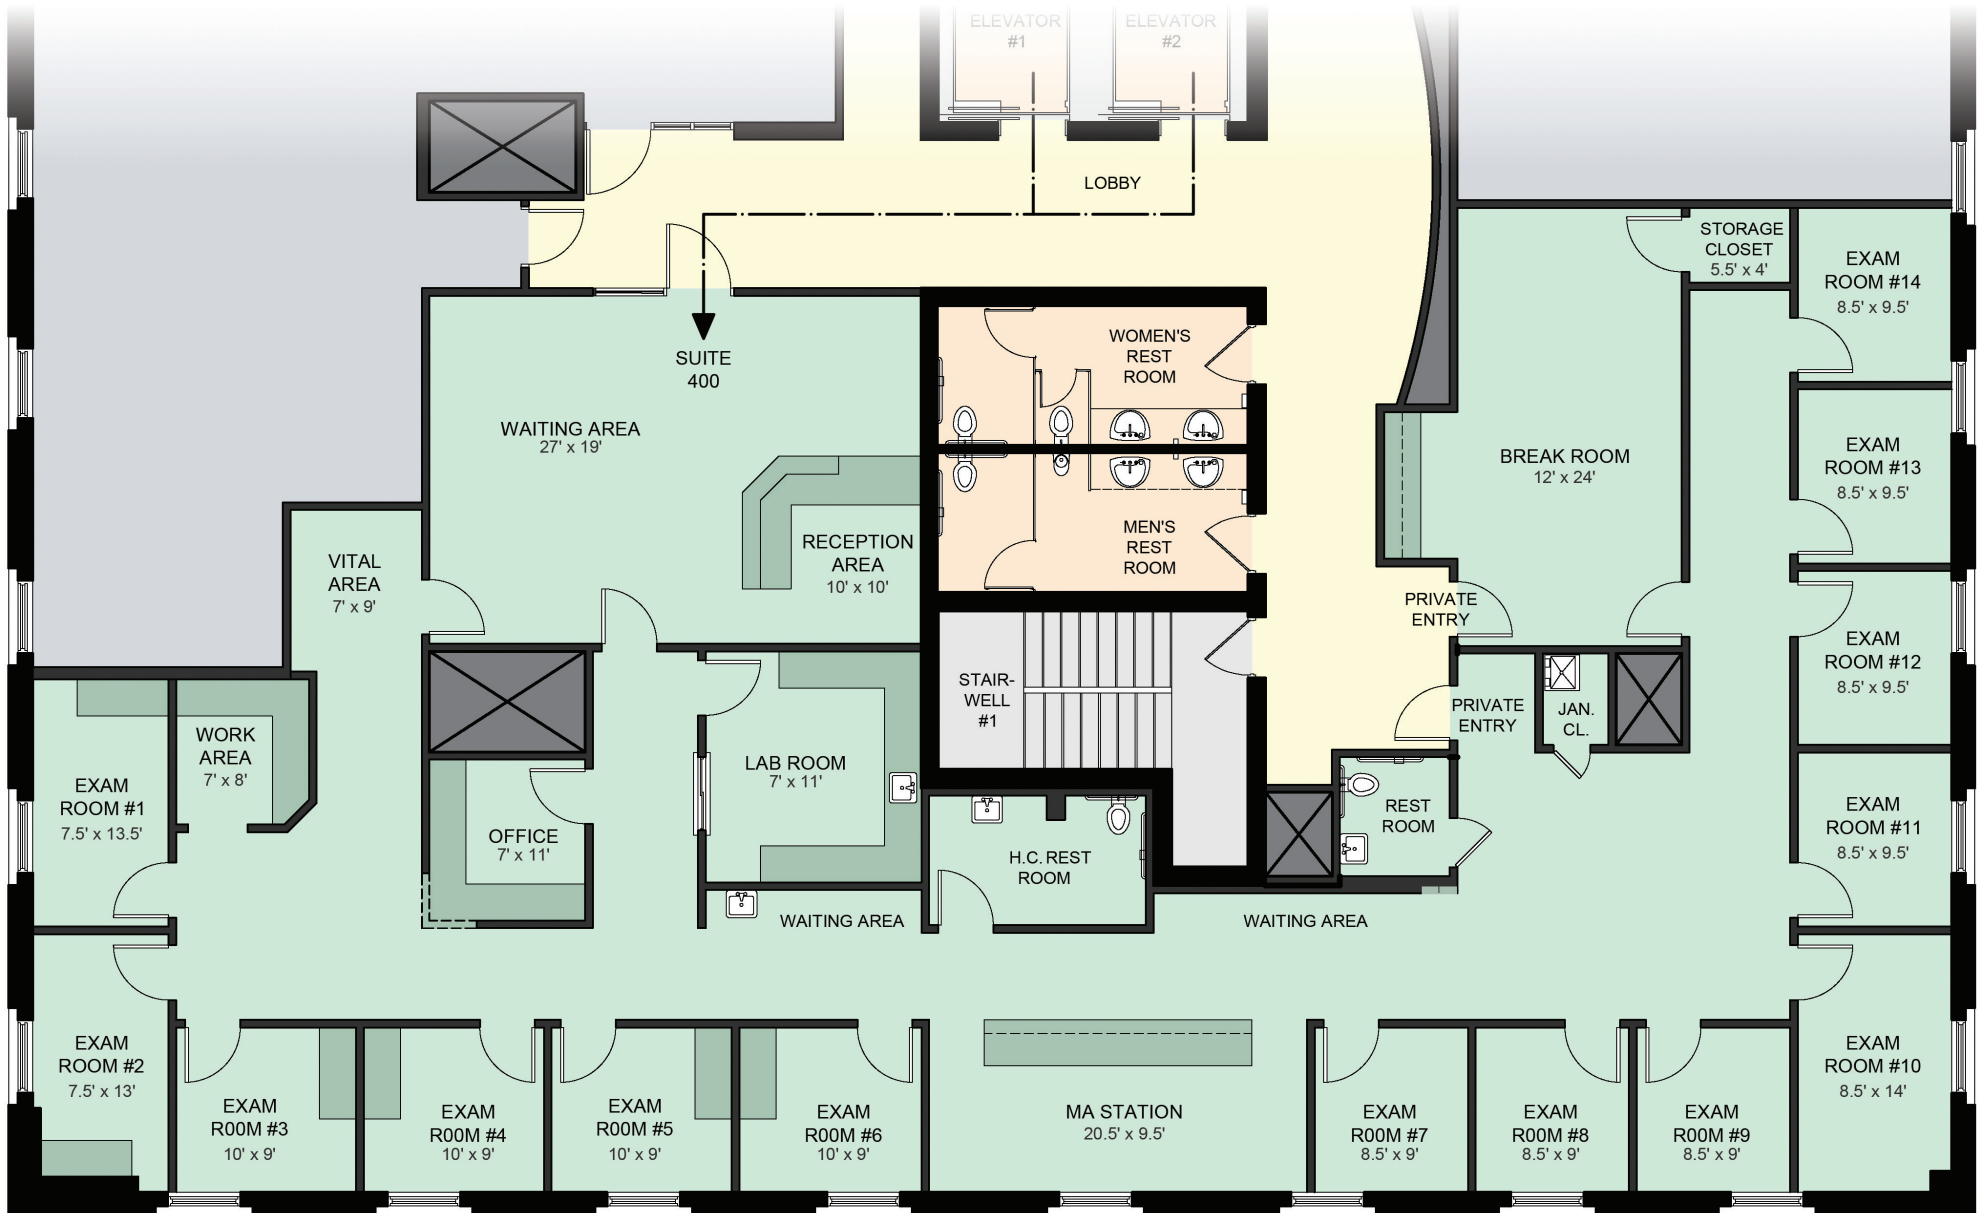 ELEVATOR
#1
ELEVATOR
#2
LOBBY
STORAGE
CLOSET
5.5' x 4'
EXAM
ROOM #14
8.5' x 9.5'
SUITE
400
WOMEN'S
REST
ROOM
WAITING AREA
27' x 19'
BREAK ROOM
12' x 24'
EXAM
ROOM #13
8.5' x 9.5'
MEN'S
REST
ROOM
RECEPTION
AREA
10' x 10'
VITAL
AREA
7' x 9'
PRIVATE
ENTRY
EXAM
ROOM #12
8.5' x 9.5'
STAIR-
WELL
#1
PRIVATE
ENTRY
JAN.
CL.
WORK
AREA
7' x 8'
LAB ROOM
7' x 11'
EXAM
ROOM #1
7.5' x 13.5'
OFFICE
7' x 11'
REST
ROOM
EXAM
ROOM #11
8.5' x 9.5'
H.C. REST
ROOM
WAITING AREA
WAITING AREA
EXAM
ROOM #2
7.5' x 13'
EXAM
ROOM #10
8.5' x 14'
EXAM
R00M #3
10' x 9'
EXAM
R00M #4
10' x 9'
EXAM
R00M #5
10' x 9'
EXAM
R00M #6
10' x 9'
MA STATION
20.5' x 9.5'
EXAM
R00M #7
8.5' x 9'
EXAM
R00M #8
8.5' x 9'
EXAM
R00M #9
8.5' x 9'